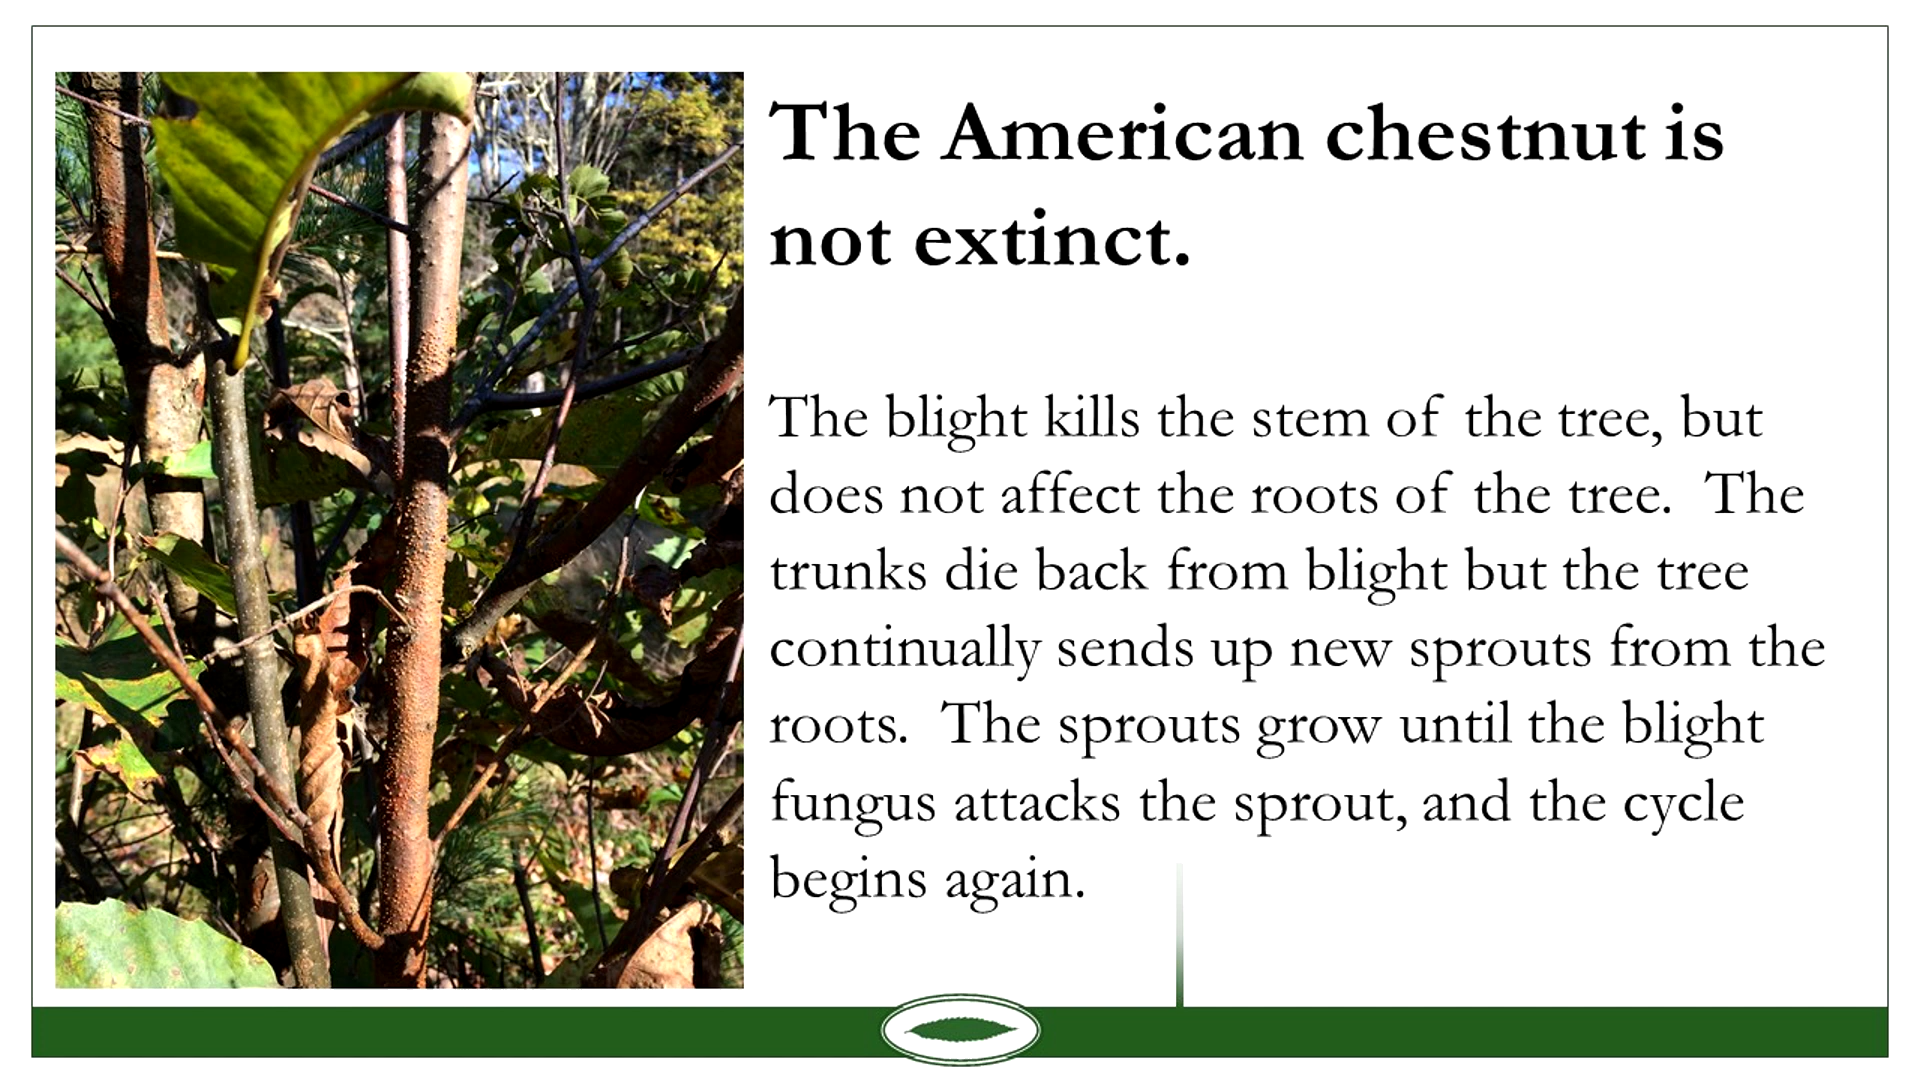 The American chestnut is
not extinct.
The blight kills the stem of the tree, but
does not affect the roots of the tree.  The
trunks die back from blight but the tree
continually sends up new sprouts from the
roots.  The sprouts grow until the blight
fungus attacks the sprout, and the cycle
begins again.